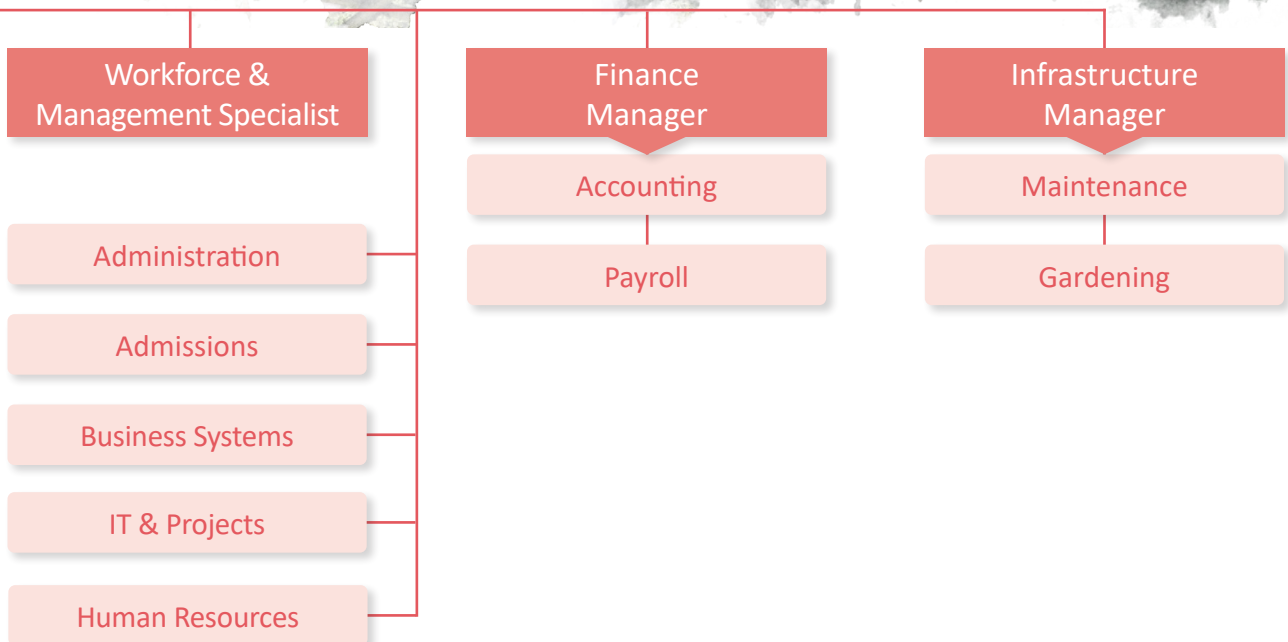 Workforce &
Management Specialist
Administration
Admissions
Business Systems
IT & Projects
Human Resources
Finance
Manager
Accounting
Payroll
Infrastructure
Manager
Maintenance
Gardening